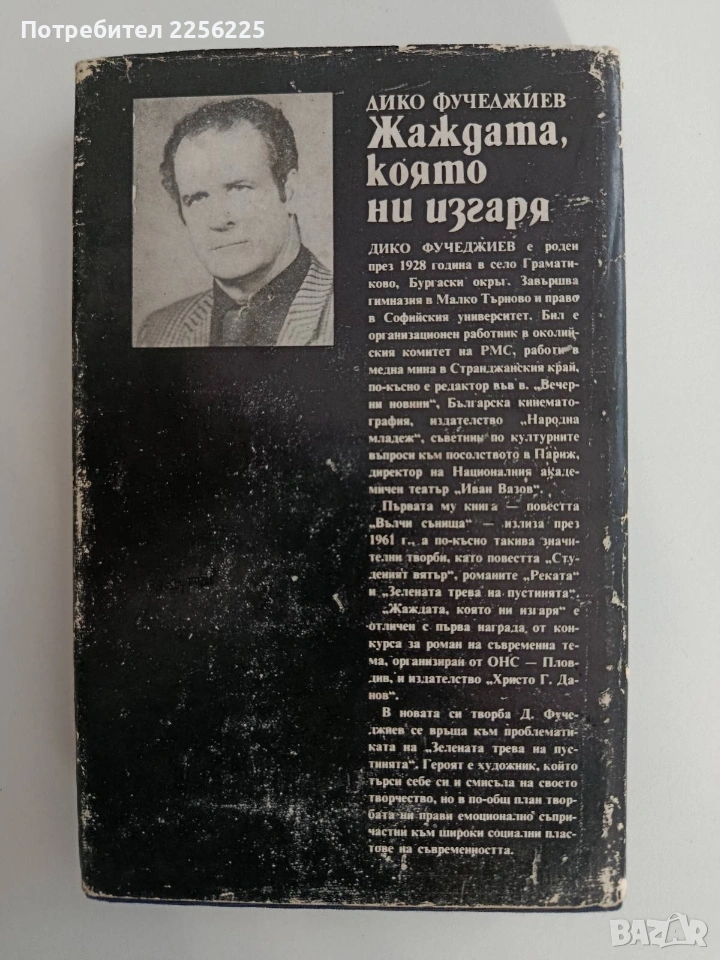 Потребител 2256225
ДИКО ФУЧЕДЖИЕВ
Жаждата,
която
ни изгаря
ДИКО ФУЧЕДЖИЕВ е роден
през 1928 година в село Грамати-
ково, Бургаски окръг. Завършва
гимназия в Малко Търново и право
в Софийския университет. Бил е
организационен работник в околий-
ския комитет на РМС, работи в
медна мина в Странджанския край,
по-късно е редактор във в. „Вечер-
ни новини“, Българска кинемато-
графия, издателство „Народна
младеж“, съветник по културните
въпроси към посолството в Париж,
директор на Националния акаде-
мичен театър „Иван Вазов“.
Първата му книга — повестта
„Вълчи сънища“ — излиза през
1961 г., а по-късно такива значи-
телни творби, като повестта „Сту-
деният вятър“, романите „Реката“
и „Зелената трева на пустинята“.
„Жаждата, която ни изгаря“ е
отличен с първа награда от кон-
курса за роман на съвременна те-
ма, организиран от ОНС — Плов-
див, и издателство „Христо Г. Да-
нов“.
В новата си творба Д. Фуче-
джиев се връща към проблемати-
ката на „Зелената трева на пус-
тинята“. Героят е художник, който
търси себе си и смисъла на своето
творчество, но в по-общ план твор-
бата ни прави емоционално съпри-
частни към широки социални плас-
тове на съвременността.
BAZAR